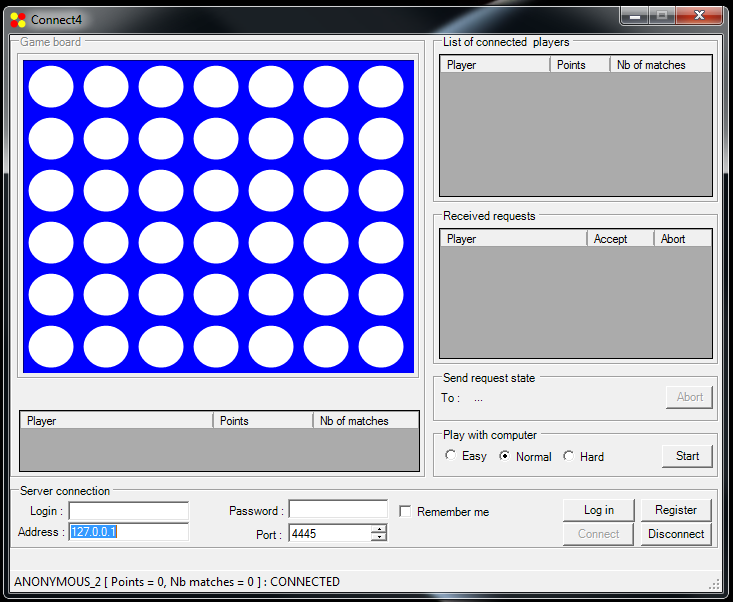 Connect4
Game board
List of connected players
Player Points Nb of matches
Received requests
Player Accept Abort
Send request state
To : ... Abort
Player Points Nb of matches
Play with computer
Easy Normal Hard Start
Server connection
Login : Password : Remember me Log in Register
Address : 127.0.0.1 Port : 4445 Connect Disconnect
ANONYMOUS_2 [ Points = 0, Nb matches = 0 ] : CONNECTED